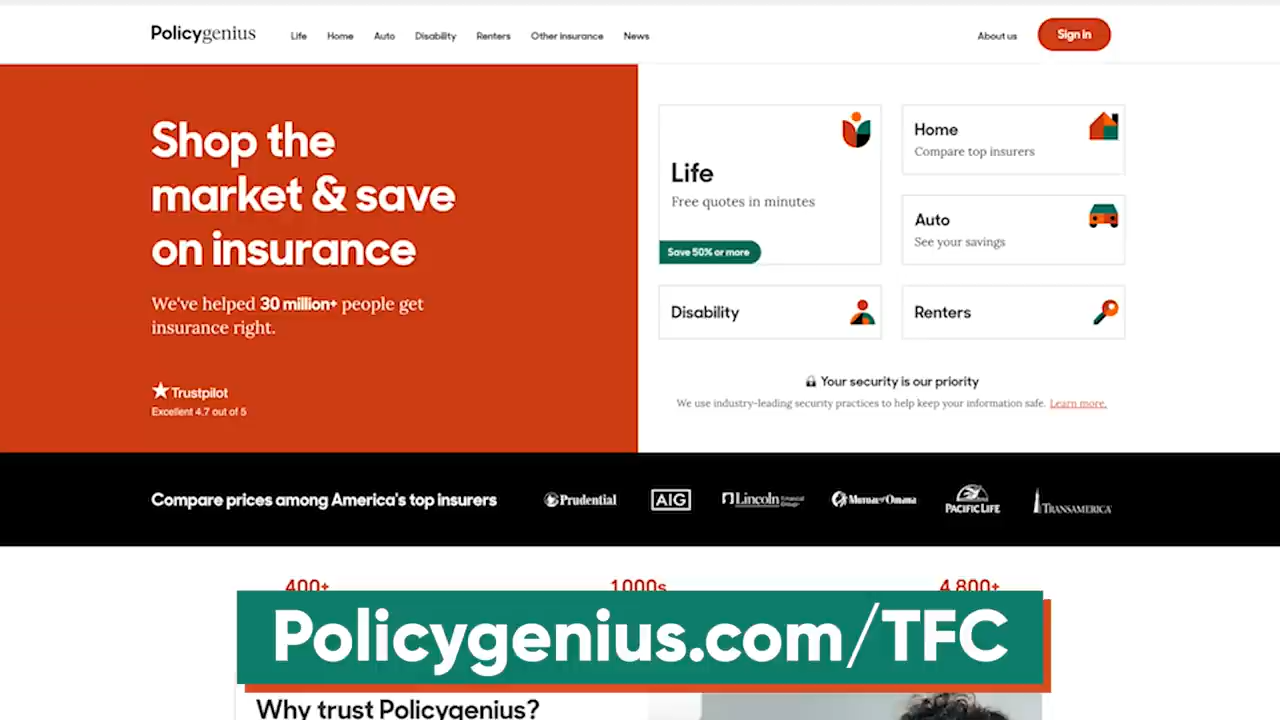 Policygenius
Life Home Auto Disability Renters Other insurance News
About us
Sign in
Shop the
market & save
on insurance
We've helped 30 million+ people get
insurance right.
Trustpilot
Excellent 4.7 out of 5
Life
Free quotes in minutes
Save 50% or more
Home
Compare top insurers
Auto
See your savings
Disability
Renters
Your security is our priority
We use industry-leading security practices to help keep your information safe. Learn more.
Compare prices among America's top insurers
Prudential
AIG
Lincoln Financial Group
Mutual of Omaha
PACIFIC LIFE
TRANSAMERICA
400+ 1000s 4,800+
Policygenius.com/TFC
Why trust Policygenius?